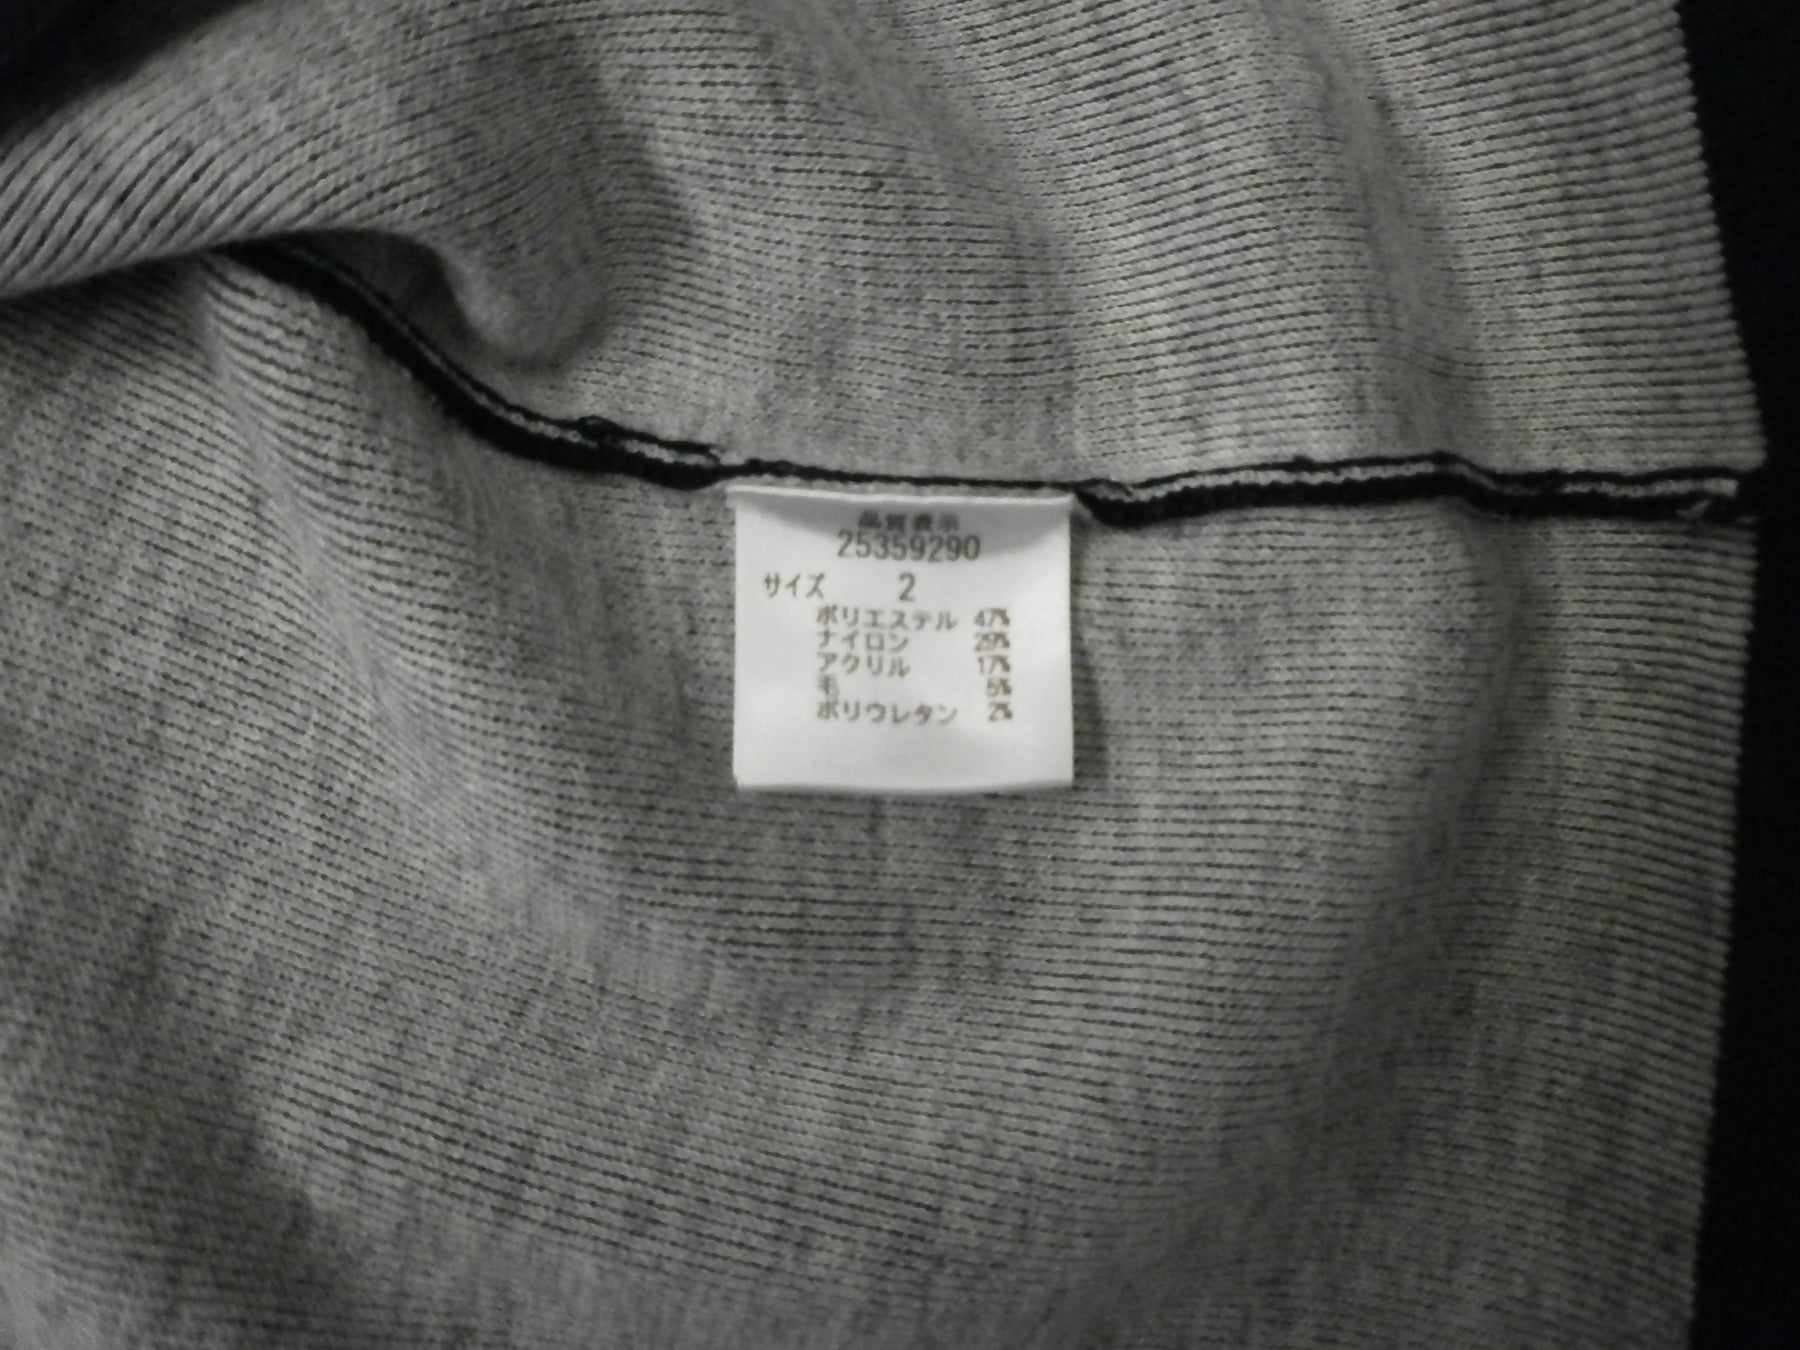 品質表示
25359290
サイズ 2
ポリエステル 47%
ナイロン 29%
アクリル 17%
毛 5%
ポリウレタン 2%